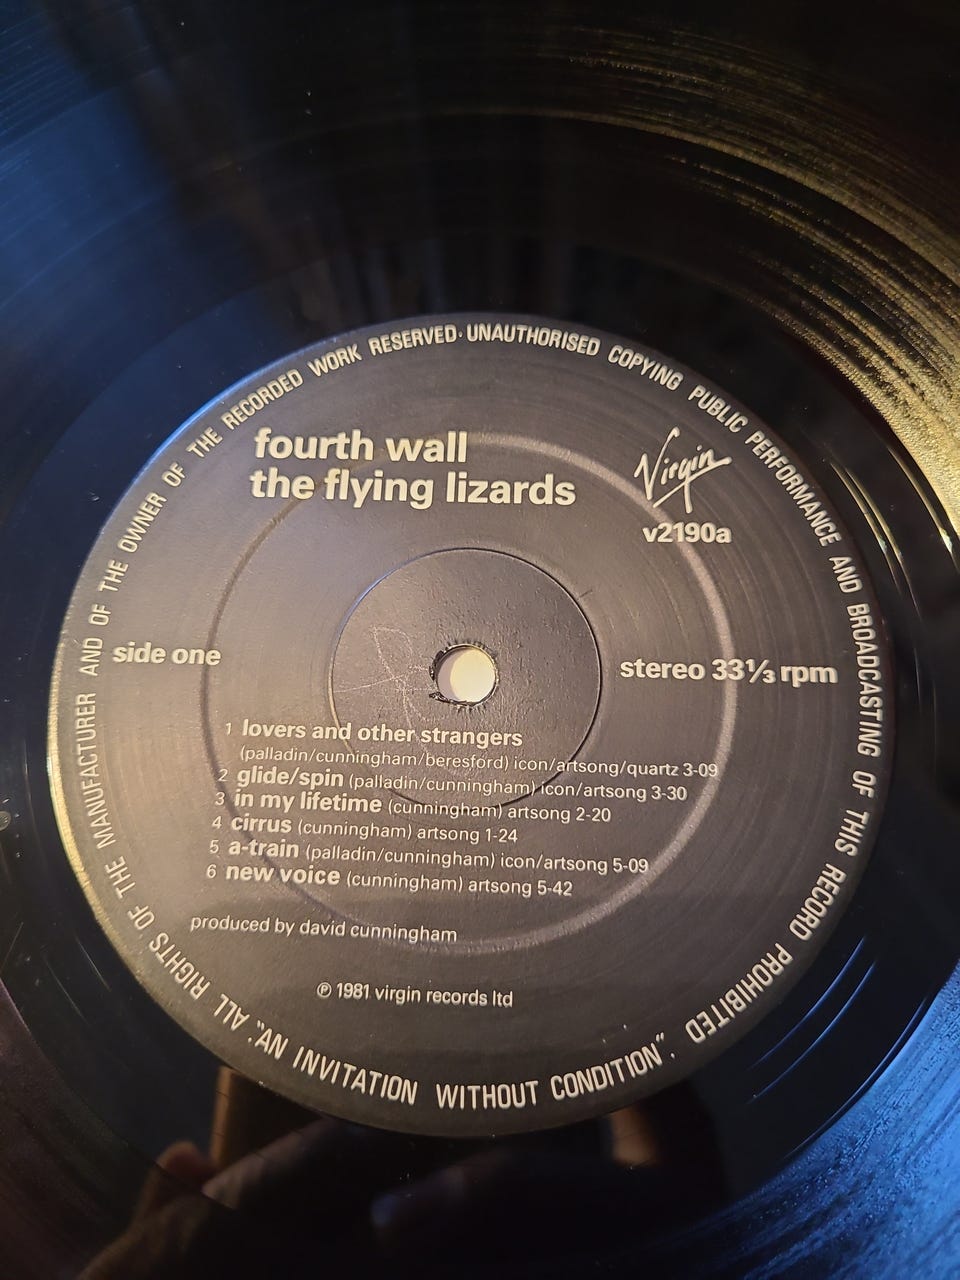 fourth wall
the flying lizards
Virgin
v2190a
side one
stereo 33⅓ rpm
1 lovers and other strangers
(palladin/cunningham/beresford) icon/artsong/quartz 3-09
2 glide/spin (palladin/cunningham) icon/artsong 3-30
3 in my lifetime (cunningham) artsong 2-20
4 cirrus (cunningham) artsong 1-24
5 a-train (palladin/cunningham) icon/artsong 5-09
6 new voice (cunningham) artsong 5-42
produced by david cunningham
℗ 1981 virgin records ltd
ALL RIGHTS OF THE MANUFACTURER AND OF THE OWNER OF THE RECORDED WORK RESERVED· UNAUTHORISED COPYING PUBLIC PERFORMANCE AND BROADCASTING OF THIS RECORD PROHIBITED
"AN INVITATION WITHOUT CONDITION".